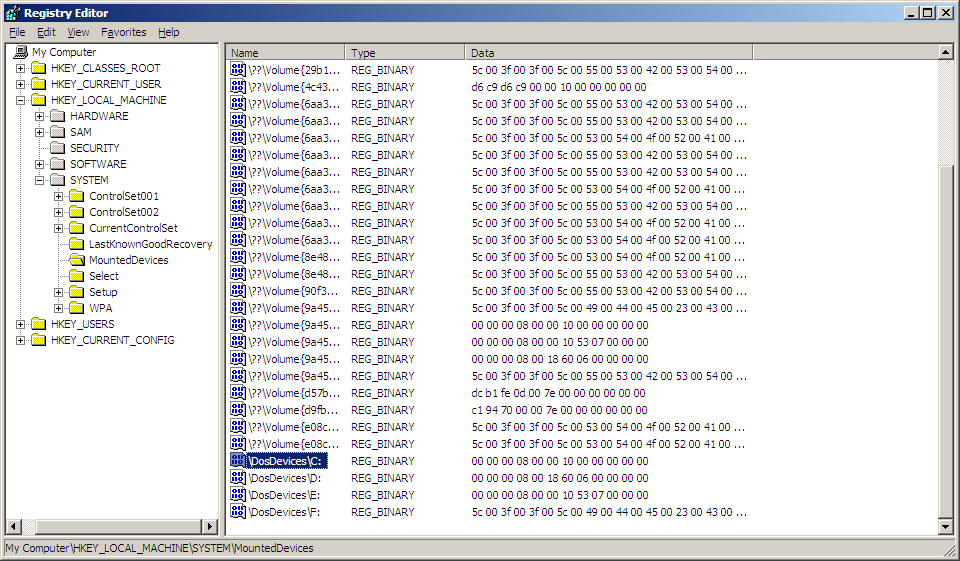 Registry Editor
File Edit View Favorites Help
My Computer
HKEY_CLASSES_ROOT
HKEY_CURRENT_USER
HKEY_LOCAL_MACHINE
HARDWARE
SAM
SECURITY
SOFTWARE
SYSTEM
ControlSet001
ControlSet002
CurrentControlSet
LastKnownGoodRecovery
MountedDevices
Select
Setup
WPA
HKEY_USERS
HKEY_CURRENT_CONFIG
Name Type Data
\??\Volume{29b1... REG_BINARY 5c 00 3f 00 3f 00 5c 00 55 00 53 00 42 00 53 00 54 00 ...
\??\Volume{4c43... REG_BINARY d6 c9 d6 c9 00 00 10 00 00 00 00 00
\??\Volume{6aa3... REG_BINARY 5c 00 3f 00 3f 00 5c 00 55 00 53 00 42 00 53 00 54 00 ...
\??\Volume{6aa3... REG_BINARY 5c 00 3f 00 3f 00 5c 00 55 00 53 00 42 00 53 00 54 00 ...
\??\Volume{6aa3... REG_BINARY 5c 00 3f 00 3f 00 5c 00 53 00 54 00 4f 00 52 00 41 00 ...
\??\Volume{6aa3... REG_BINARY 5c 00 3f 00 3f 00 5c 00 55 00 53 00 42 00 53 00 54 00 ...
\??\Volume{6aa3... REG_BINARY 5c 00 3f 00 3f 00 5c 00 55 00 53 00 42 00 53 00 54 00 ...
\??\Volume{6aa3... REG_BINARY 5c 00 3f 00 3f 00 5c 00 53 00 54 00 4f 00 52 00 41 00 ...
\??\Volume{6aa3... REG_BINARY 5c 00 3f 00 3f 00 5c 00 55 00 53 00 42 00 53 00 54 00 ...
\??\Volume{6aa3... REG_BINARY 5c 00 3f 00 3f 00 5c 00 53 00 54 00 4f 00 52 00 41 00 ...
\??\Volume{6aa3... REG_BINARY 5c 00 3f 00 3f 00 5c 00 53 00 54 00 4f 00 52 00 41 00 ...
\??\Volume{8e48... REG_BINARY 5c 00 3f 00 3f 00 5c 00 53 00 54 00 4f 00 52 00 41 00 ...
\??\Volume{8e48... REG_BINARY 5c 00 3f 00 3f 00 5c 00 55 00 53 00 42 00 53 00 54 00 ...
\??\Volume{90f3... REG_BINARY 5c 00 3f 00 3f 00 5c 00 55 00 53 00 42 00 53 00 54 00 ...
\??\Volume{9a45... REG_BINARY 5c 00 3f 00 3f 00 5c 00 49 00 44 00 45 00 23 00 43 00 ...
\??\Volume{9a45... REG_BINARY 00 00 00 08 00 00 10 00 00 00 00 00
\??\Volume{9a45... REG_BINARY 00 00 00 08 00 00 10 53 07 00 00 00
\??\Volume{9a45... REG_BINARY 00 00 00 08 00 18 60 06 00 00 00 00
\??\Volume{9a45... REG_BINARY 5c 00 3f 00 3f 00 5c 00 55 00 53 00 42 00 53 00 54 00 ...
\??\Volume{d57b... REG_BINARY dc b1 fe 0d 00 7e 00 00 00 00 00 00
\??\Volume{d9fb... REG_BINARY c1 94 70 00 00 7e 00 00 00 00 00 00
\??\Volume{e08c... REG_BINARY 5c 00 3f 00 3f 00 5c 00 53 00 54 00 4f 00 52 00 41 00 ...
\??\Volume{e08c... REG_BINARY 5c 00 3f 00 3f 00 5c 00 53 00 54 00 4f 00 52 00 41 00 ...
\DosDevices\C: REG_BINARY 00 00 00 08 00 00 10 00 00 00 00 00
\DosDevices\D: REG_BINARY 00 00 00 08 00 18 60 06 00 00 00 00
\DosDevices\E: REG_BINARY 00 00 00 08 00 00 10 53 07 00 00 00
\DosDevices\F: REG_BINARY 5c 00 3f 00 3f 00 5c 00 49 00 44 00 45 00 23 00 43 00 ...
My Computer\HKEY_LOCAL_MACHINE\SYSTEM\MountedDevices